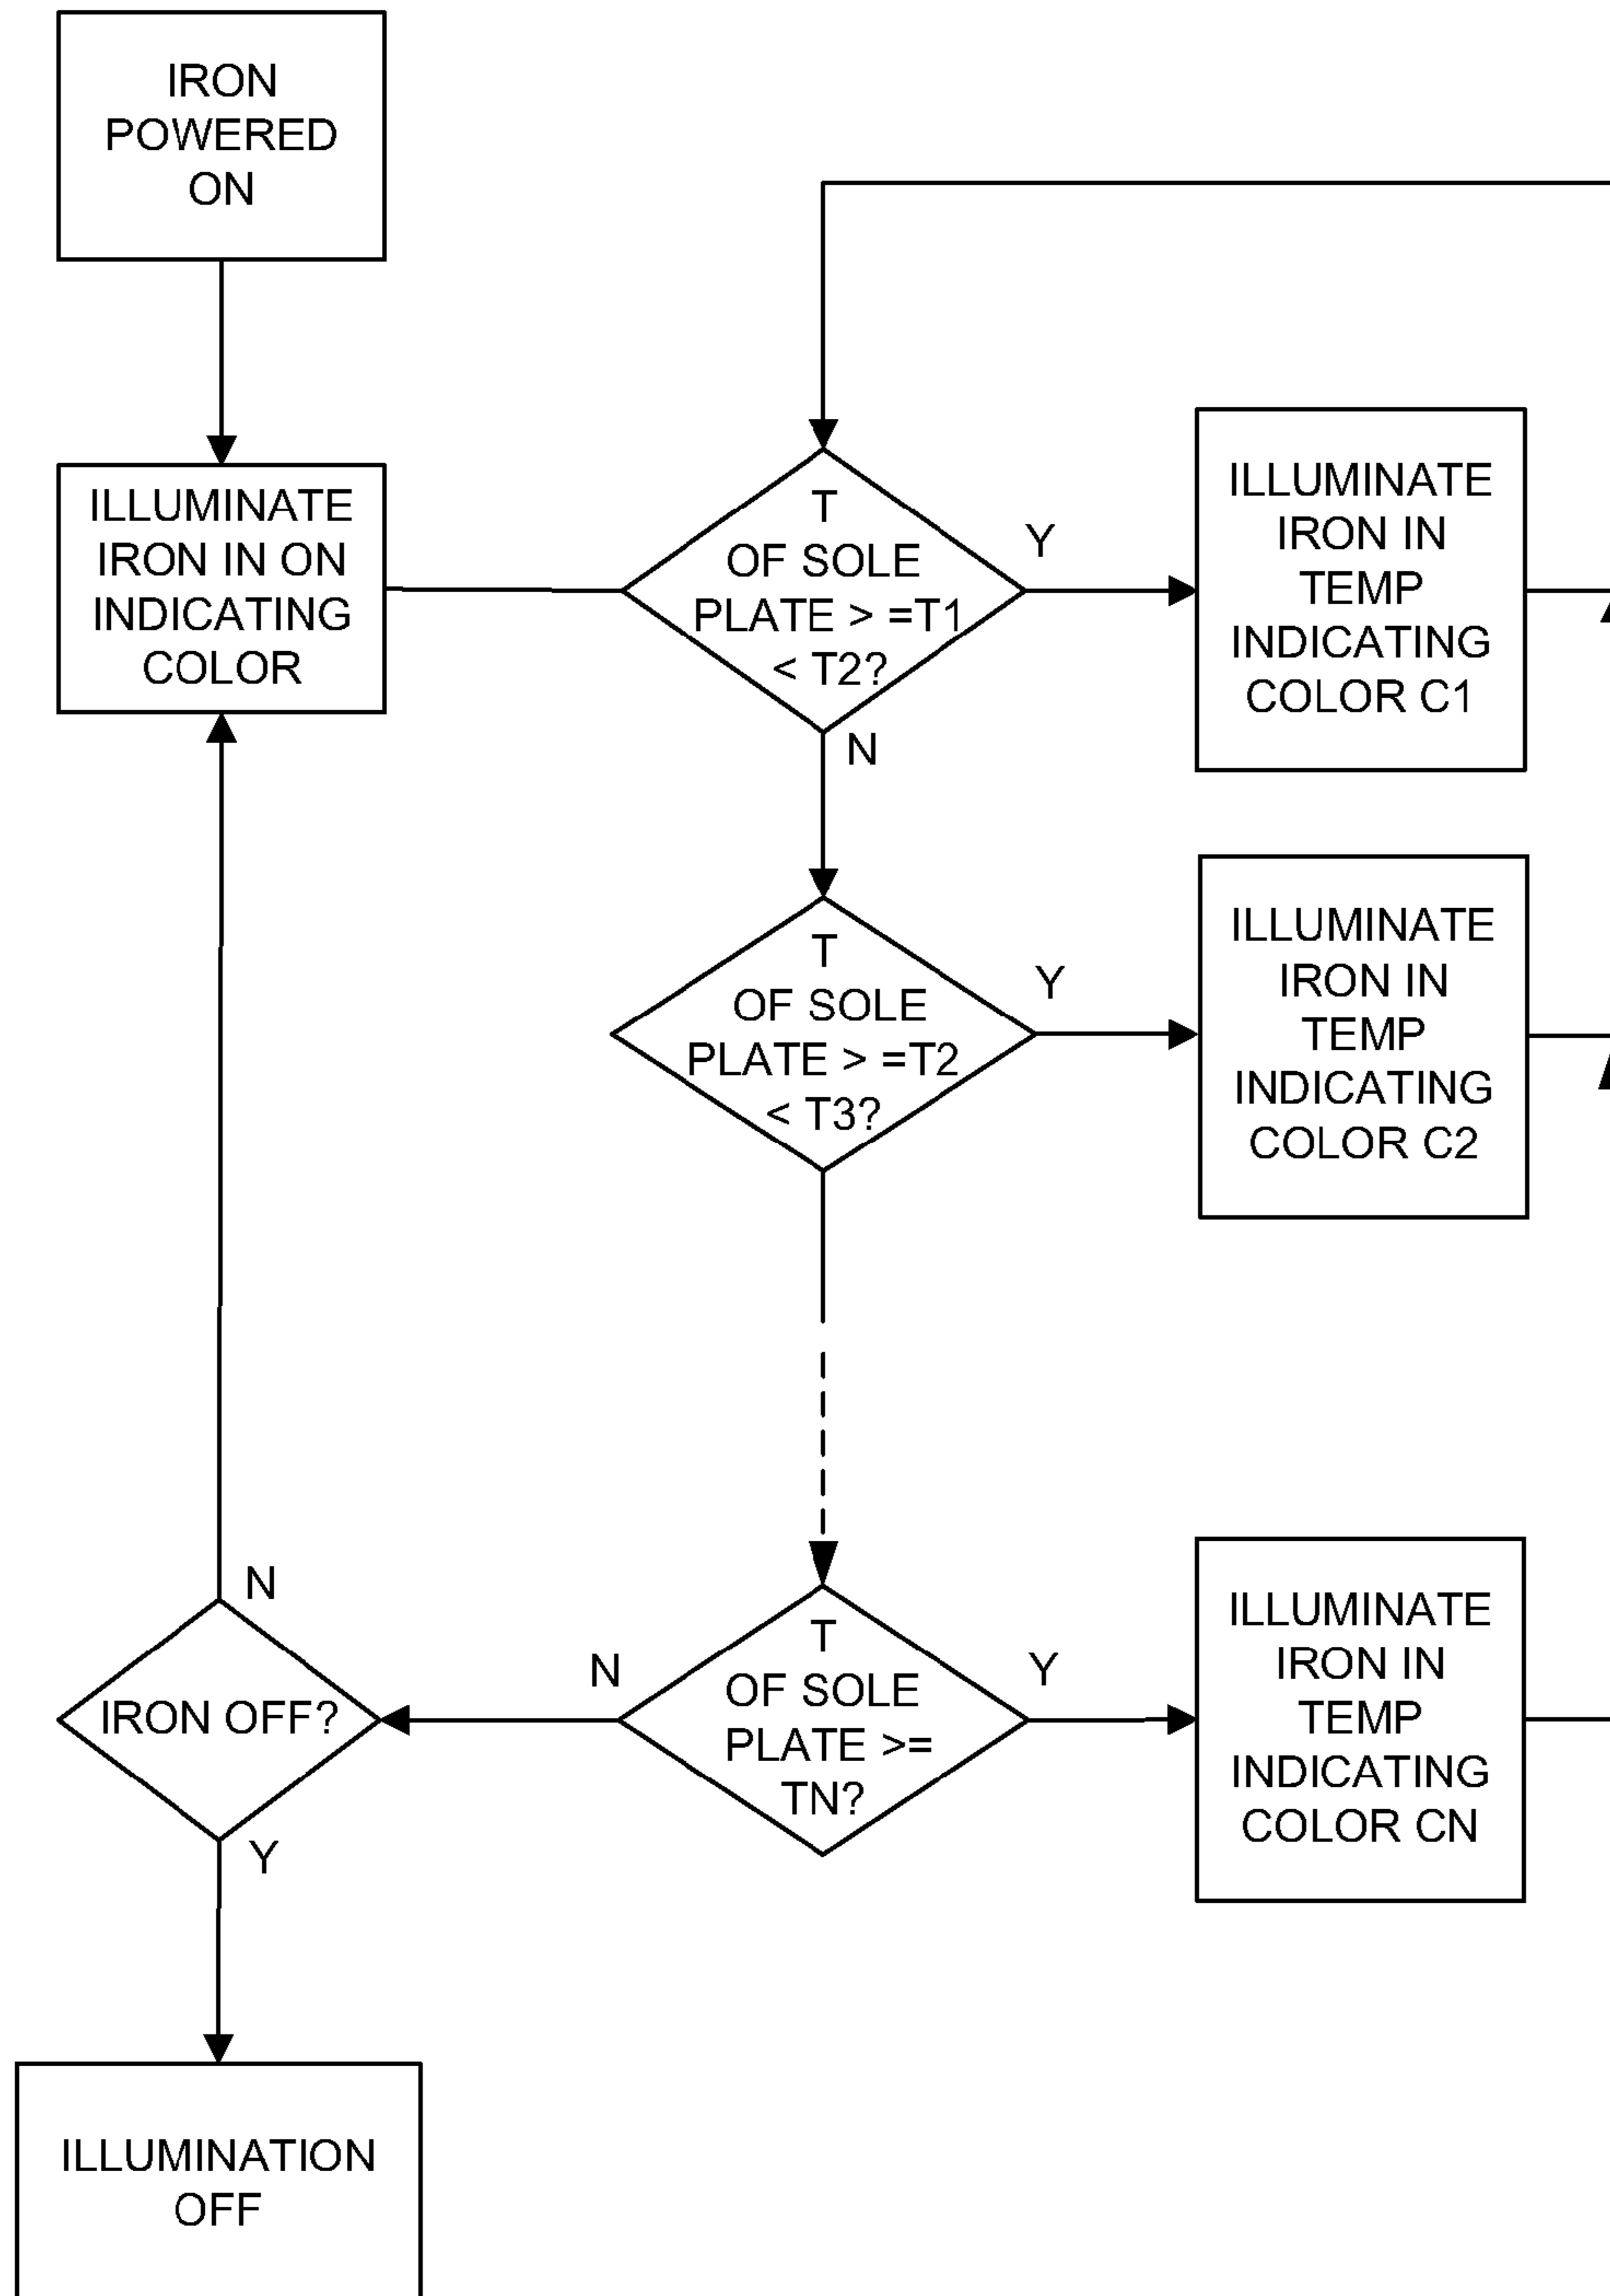 IRON
POWERED
ON
ILLUMINATE
IRON IN ON
INDICATING
COLOR
T
OF SOLE
PLATE > =T1
< T2?
Y
N
ILLUMINATE
IRON IN
TEMP
INDICATING
COLOR C1
T
OF SOLE
PLATE > =T2
< T3?
Y
ILLUMINATE
IRON IN
TEMP
INDICATING
COLOR C2
N
IRON OFF?
Y
N
T
OF SOLE
PLATE >=
TN?
Y
ILLUMINATE
IRON IN
TEMP
INDICATING
COLOR CN
ILLUMINATION
OFF